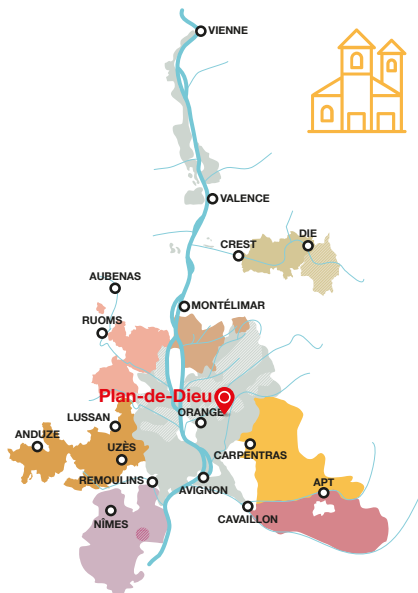 VIENNE
VALENCE
DIE
CREST
AUBENAS
MONTÉLIMAR
RUOMS
Plan-de-Dieu
ORANGE
LUSSAN
ANDUZE
UZÈS
CARPENTRAS
REMOULINS
AVIGNON
APT
NÎMES
CAVAILLON